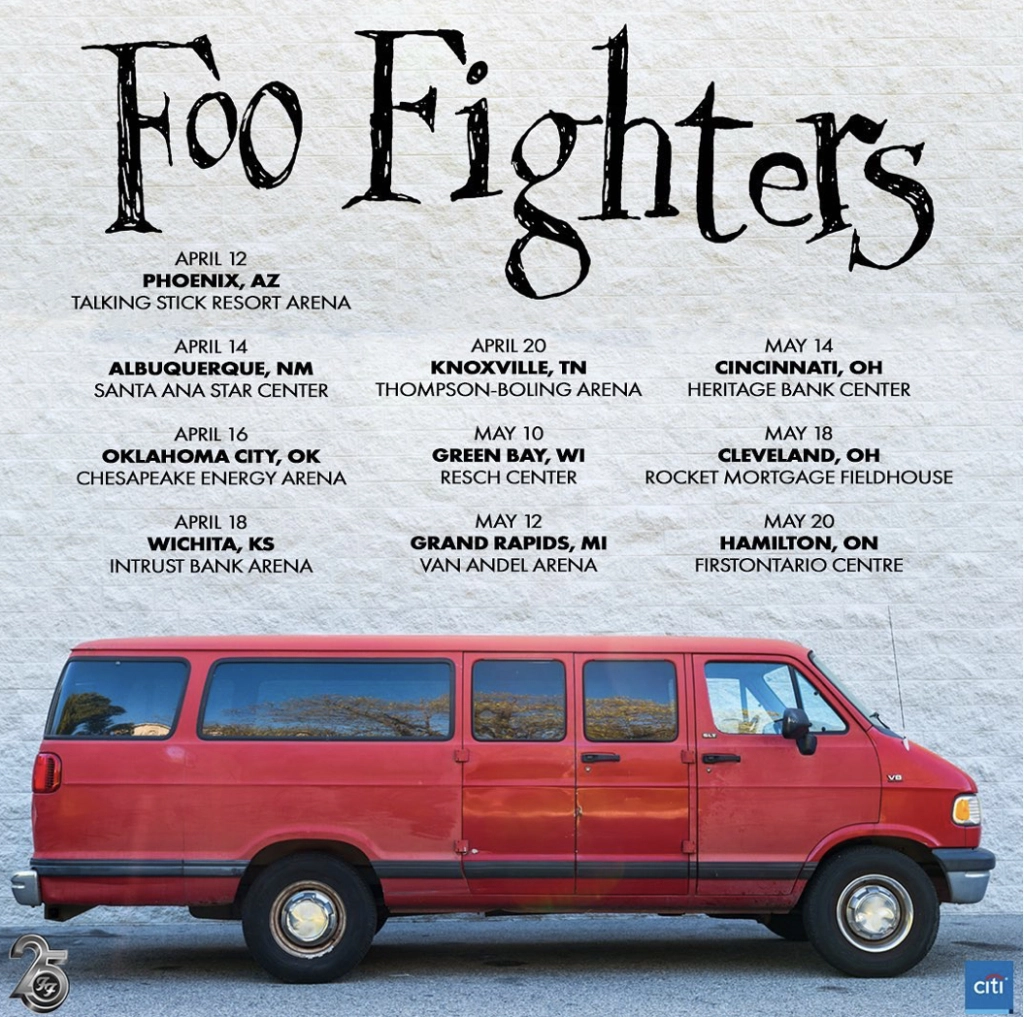 Foo Fighters
APRIL 12
PHOENIX, AZ
TALKING STICK RESORT ARENA
APRIL 14
ALBUQUERQUE, NM
SANTA ANA STAR CENTER
APRIL 16
OKLAHOMA CITY, OK
CHESAPEAKE ENERGY ARENA
APRIL 18
WICHITA, KS
INTRUST BANK ARENA
APRIL 20
KNOXVILLE, TN
THOMPSON-BOLING ARENA
MAY 10
GREEN BAY, WI
RESCH CENTER
MAY 12
GRAND RAPIDS, MI
VAN ANDEL ARENA
MAY 14
CINCINNATI, OH
HERITAGE BANK CENTER
MAY 18
CLEVELAND, OH
ROCKET MORTGAGE FIELDHOUSE
MAY 20
HAMILTON, ON
FIRSTONTARIO CENTRE
V8
25
FF
citi